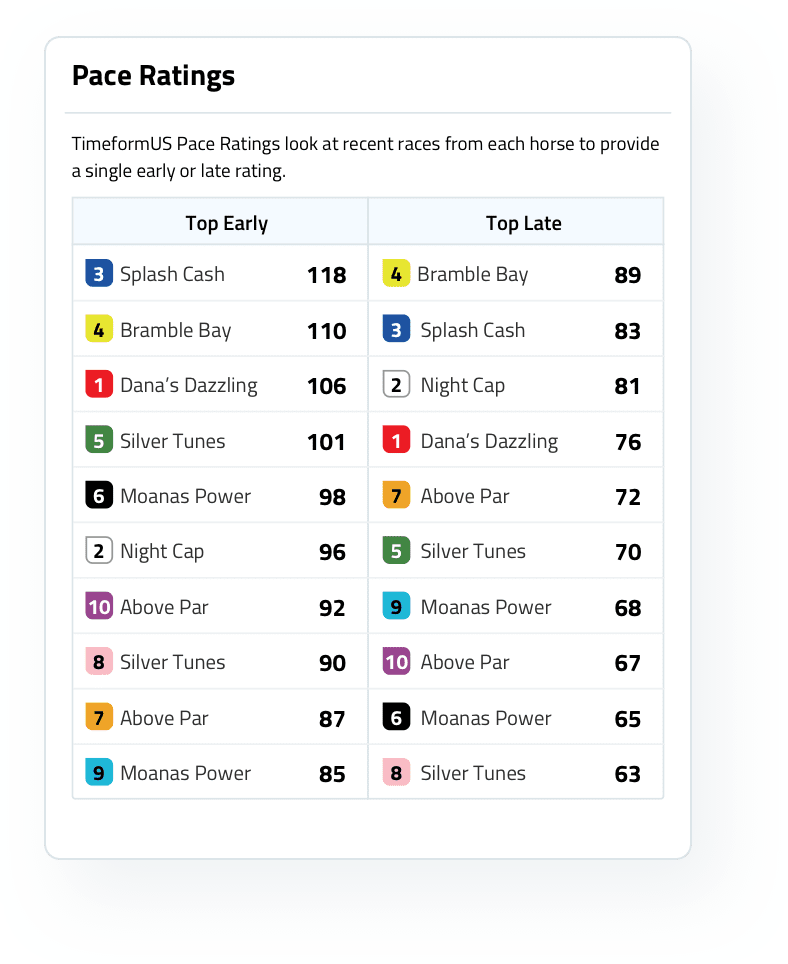 Pace Ratings
TimeformUS Pace Ratings look at recent races from each horse to provide
a single early or late rating.
Top Early Top Late
3 Splash Cash 118 4 Bramble Bay 89
4 Bramble Bay 110 3 Splash Cash 83
1 Dana’s Dazzling 106 2 Night Cap 81
5 Silver Tunes 101 1 Dana’s Dazzling 76
6 Moanas Power 98 7 Above Par 72
2 Night Cap 96 5 Silver Tunes 70
10 Above Par 92 9 Moanas Power 68
8 Silver Tunes 90 10 Above Par 67
7 Above Par 87 6 Moanas Power 65
9 Moanas Power 85 8 Silver Tunes 63